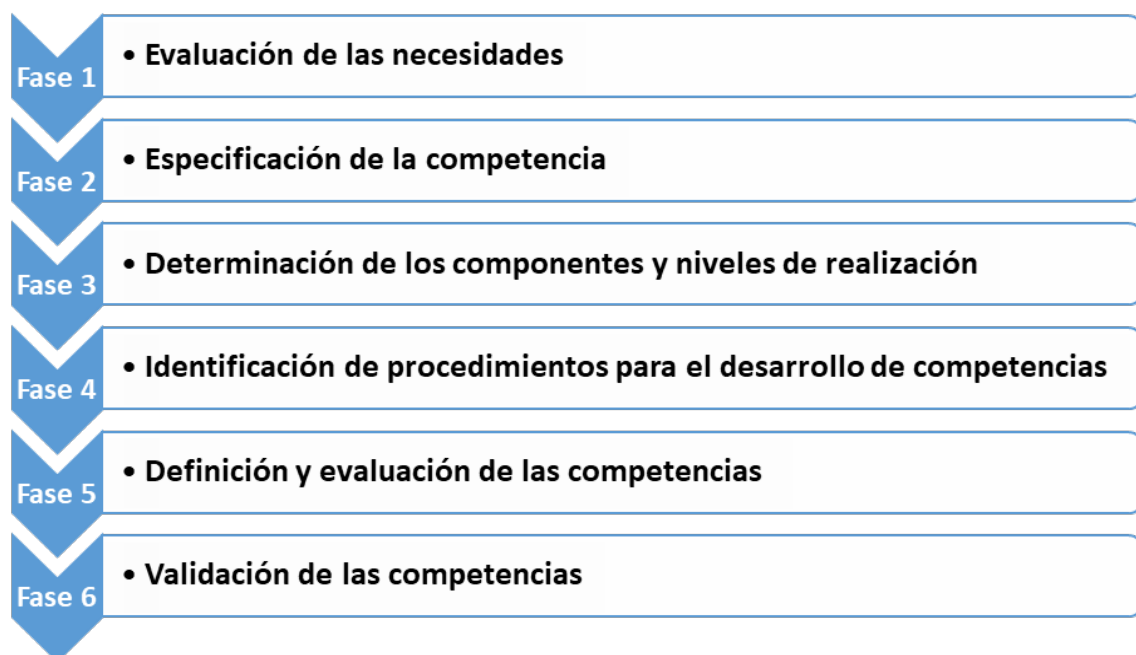 Fase 1
• Evaluación de las necesidades
Fase 2
• Especificación de la competencia
Fase 3
• Determinación de los componentes y niveles de realización
Fase 4
• Identificación de procedimientos para el desarrollo de competencias
Fase 5
• Definición y evaluación de las competencias
Fase 6
• Validación de las competencias